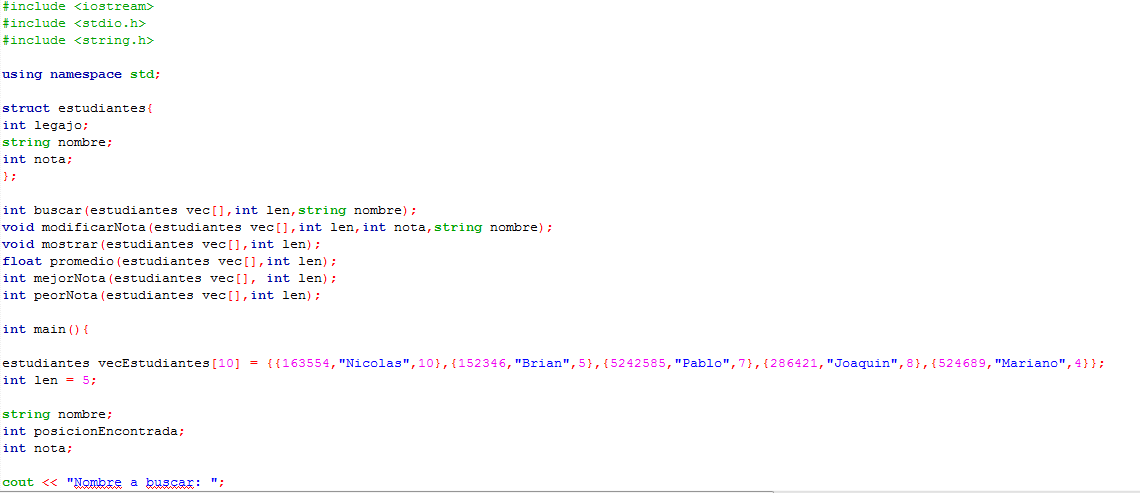 #include <iostream>
#include <stdio.h>
#include <string.h>
using namespace std;
struct estudiantes{
int legajo;
string nombre;
int nota;
};
int buscar(estudiantes vec[],int len,string nombre);
void modificarNota(estudiantes vec[],int len,int nota,string nombre);
void mostrar(estudiantes vec[],int len);
float promedio(estudiantes vec[],int len);
int mejorNota(estudiantes vec[], int len);
int peorNota(estudiantes vec[],int len);
int main(){
estudiantes vecEstudiantes[10] = {{163554,"Nicolas",10},{152346,"Brian",5},{5242585,"Pablo",7},{286421,"Joaquin",8},{524689,"Mariano",4}};
int len = 5;
string nombre;
int posicionEncontrada;
int nota;
cout << "Nombre a buscar: ";